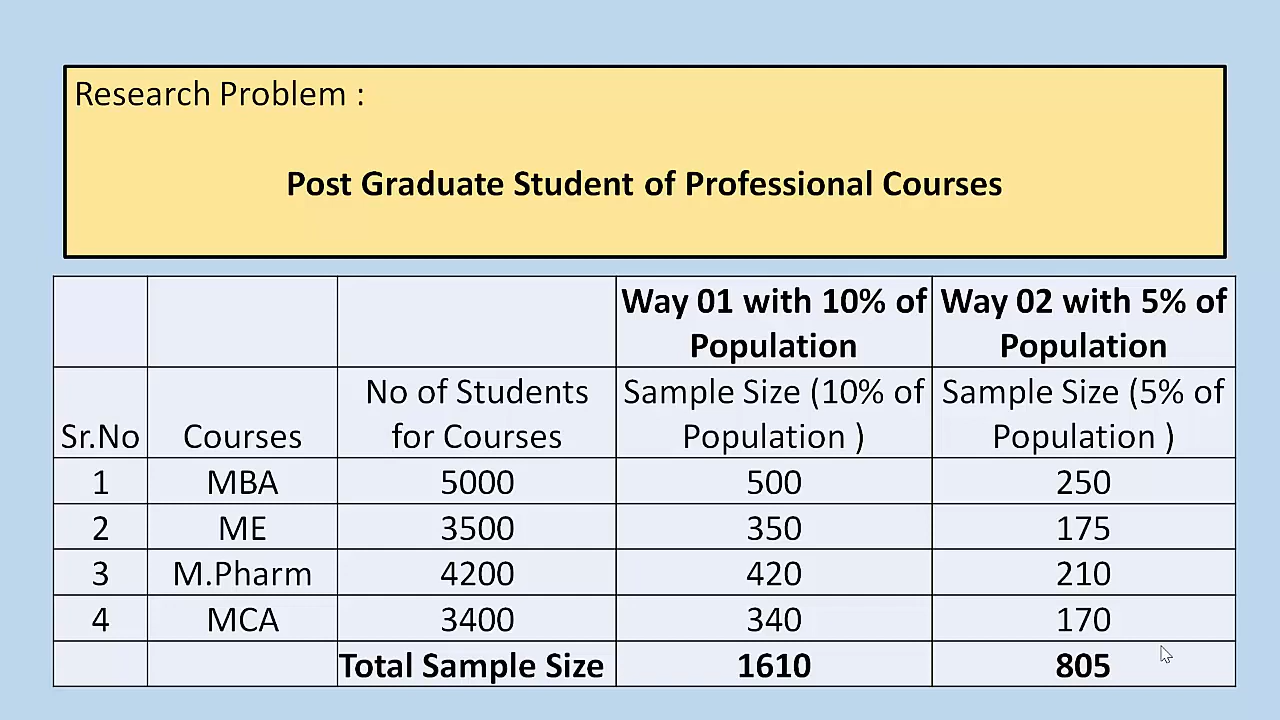 Research Problem :
Post Graduate Student of Professional Courses
Way 01 with 10% of Population Way 02 with 5% of Population
Sr.No Courses No of Students for Courses Sample Size (10% of Population ) Sample Size (5% of Population )
1 MBA 5000 500 250
2 ME 3500 350 175
3 M.Pharm 4200 420 210
4 MCA 3400 340 170
Total Sample Size 1610 805